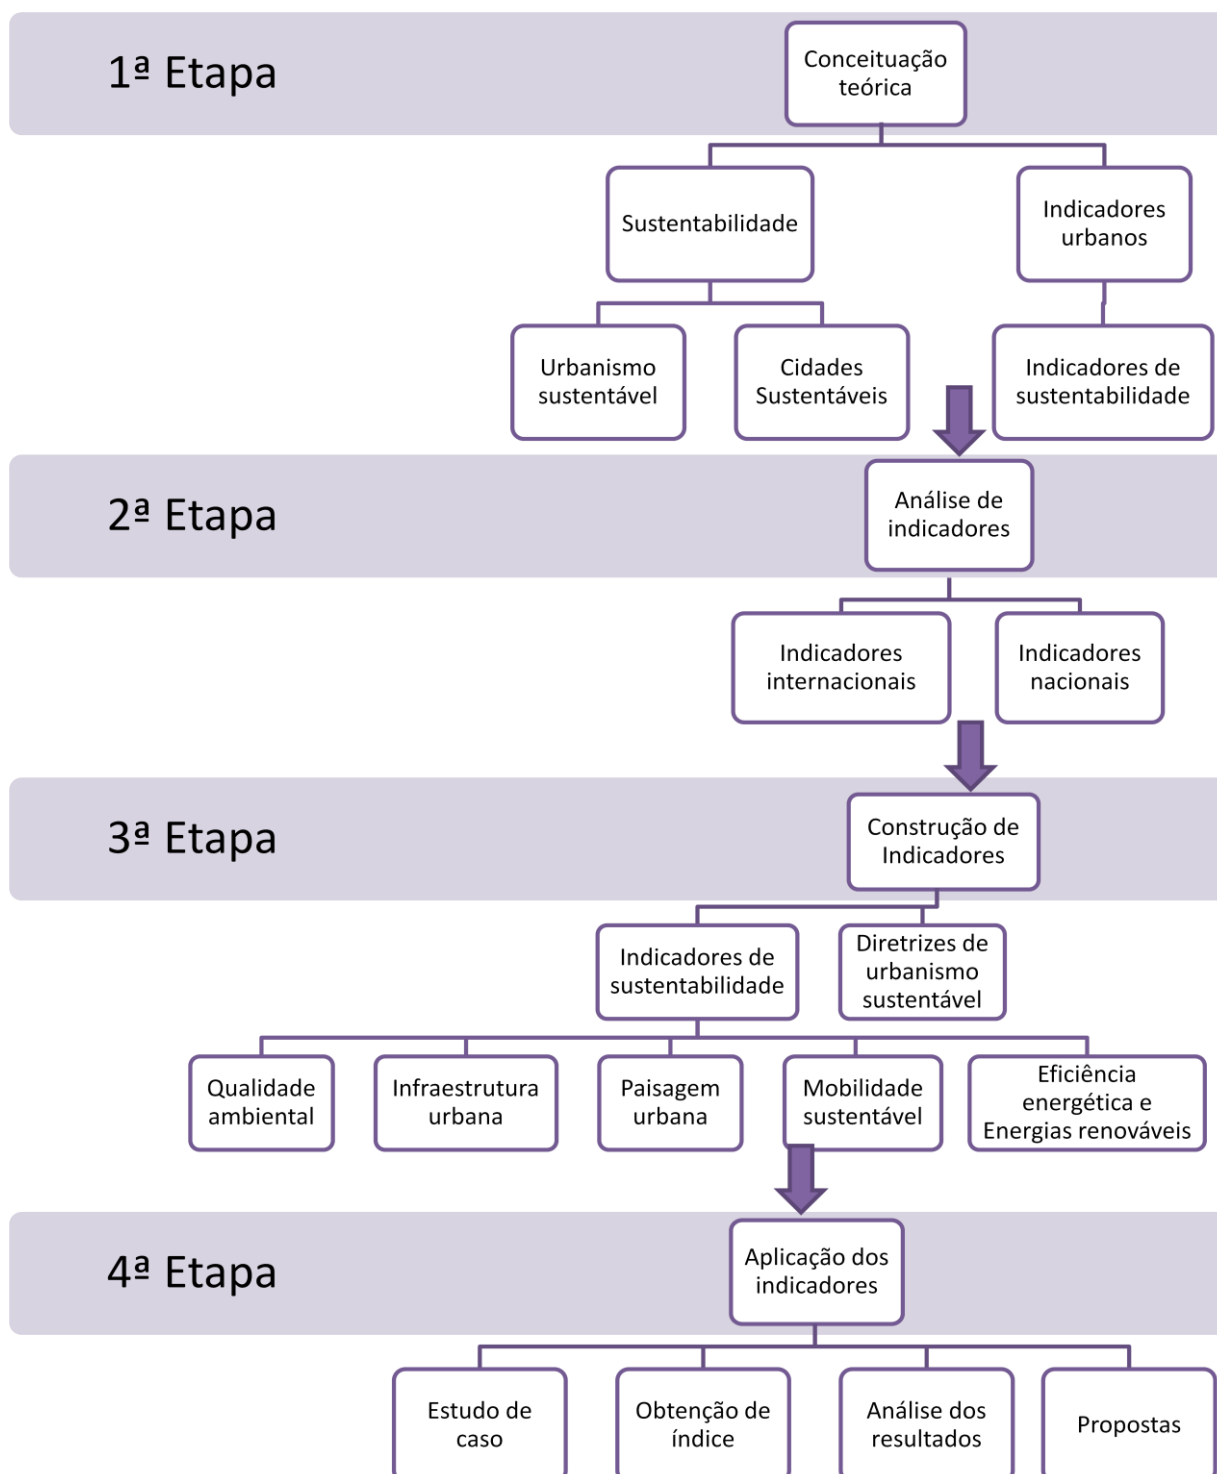 1ª Etapa
Conceituação
teórica
Sustentabilidade
Indicadores
urbanos
Urbanismo
sustentável
Cidades
Sustentáveis
Indicadores de
sustentabilidade
2ª Etapa
Análise de
indicadores
Indicadores
internacionais
Indicadores
nacionais
3ª Etapa
Construção de
Indicadores
Indicadores de
sustentabilidade
Diretrizes de
urbanismo
sustentável
Qualidade
ambiental
Infraestrutura
urbana
Paisagem
urbana
Mobilidade
sustentável
Eficiência
energética e
Energias renováveis
4ª Etapa
Aplicação dos
indicadores
Estudo de
caso
Obtenção de
índice
Análise dos
resultados
Propostas